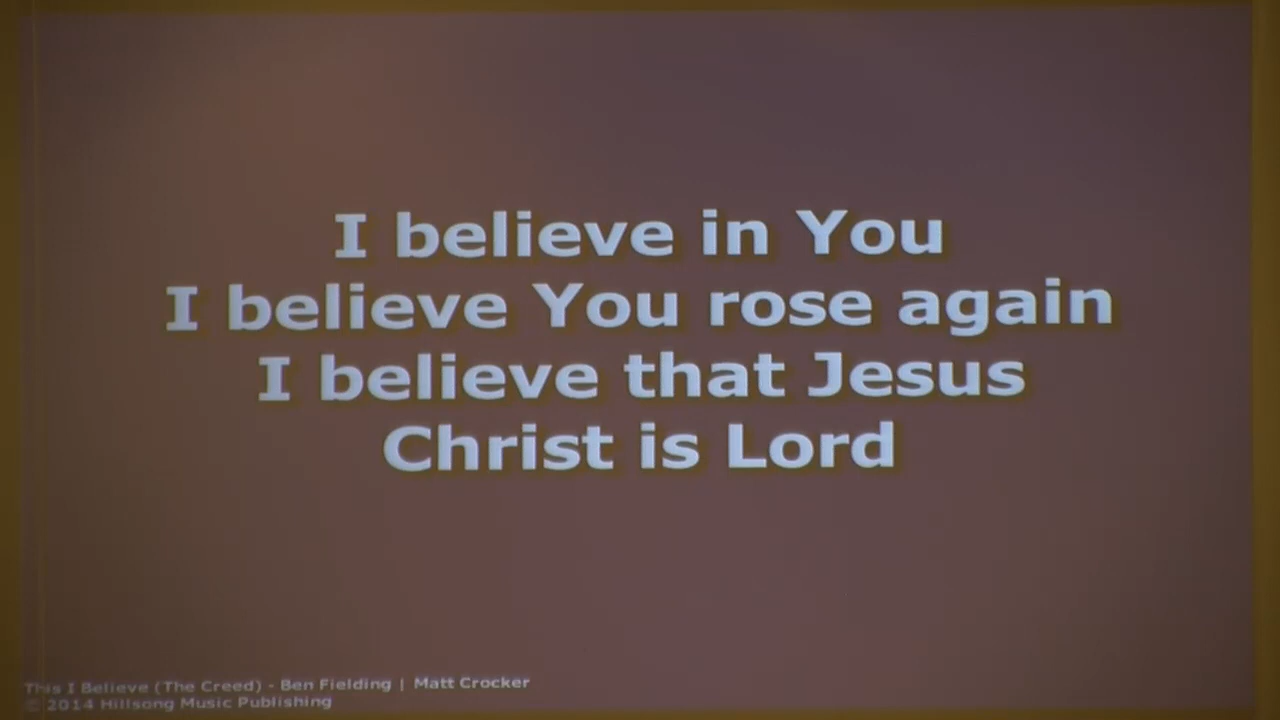 I believe in You
I believe You rose again
I believe that Jesus
Christ is Lord
This I Believe (The Creed) - Ben Fielding | Matt Crocker
© 2014 Hillsong Music Publishing